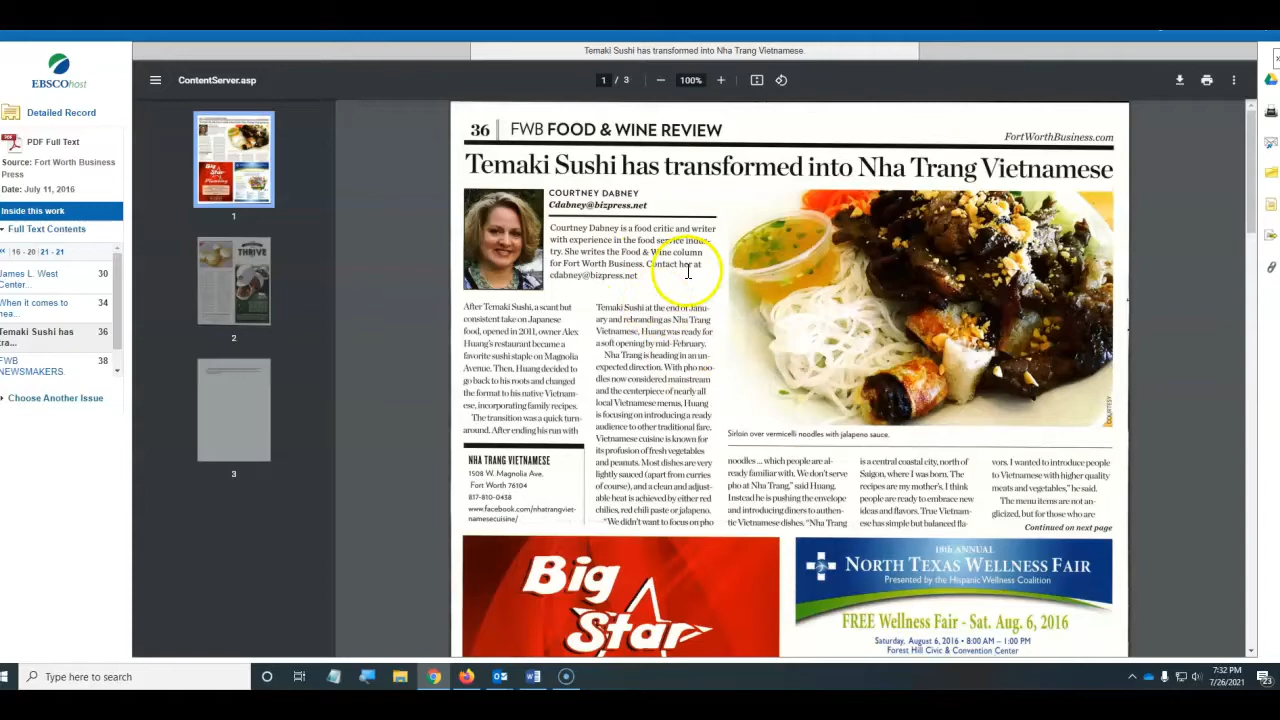 Temaki Sushi has transformed into Nha Trang Vietnamese.
EBSCOhost
ContentServer.asp
1 / 3
100%
Detailed Record
PDF Full Text
Source: Fort Worth Business
Press
Date: July 11, 2016
Inside this work
Full Text Contents
16 - 20 21 - 21
James L. West
Center...
30
When it comes to
hea...
34
Temaki Sushi has
tra...
36
FWB
NEWSMAKERS.
38
Choose Another Issue
THRIVE
1
2
3
36 FWB FOOD & WINE REVIEW
FortWorthBusiness.com
Temaki Sushi has transformed into Nha Trang Vietnamese
COURTNEY DABNEY
Cdabney@bizpress.net
Courtney Dabney is a food critic and writer
with experience in the food service indus-
try. She writes the Food & Wine column
for Fort Worth Business. Contact her at
cdabney@bizpress.net
After Temaki Sushi, a scant but
consistent take on Japanese
food, opened in 2011, owner Alex
Huang's restaurant became a
favorite sushi staple on Magnolia
Avenue. Then, Huang decided to
go back to his roots and changed
the format to his native Vietnam-
ese, incorporating family recipes.
The transition was a quick turn-
around. After ending his run with
NHA TRANG VIETNAMESE
1508 W. Magnolia Ave.
Fort Worth 76104
817-810-0438
www.facebook.com/nhatrangviet-
namesecuisine/
Temaki Sushi at the end of Janu-
ary and rebranding as Nha Trang
Vietnamese, Huang was ready for
a soft opening by mid-February.
Nha Trang is heading in an un-
expected direction. With pho noo-
dles now considered mainstream
and the centerpiece of nearly all
local Vietnamese menus, Huang
is focusing on introducing a ready
audience to other traditional fare.
Vietnamese cuisine is known for
its profusion of fresh vegetables
and peanuts. Most dishes are very
lightly sauced (apart from curries
of course), and a clean and adjust-
able heat is achieved by either red
chilies, red chili paste or jalapeno.
"We didn't want to focus on pho
COURTESY
Sirloin over vermicelli noodles with jalapeno sauce.
noodles ... which people are al-
ready familiar with. We don't serve
pho at Nha Trang," said Huang.
Instead he is pushing the envelope
and introducing diners to authen-
tic Vietnamese dishes. "Nha Trang
is a central coastal city, north of
Saigon, where I was born. The
recipes are my mother's. I think
people are ready to embrace new
ideas and flavors. True Vietnam-
ese has simple but balanced fla-
vors. I wanted to introduce people
to Vietnamese with higher quality
meats and vegetables," he said.
The menu items are not an-
glicized, but for those who are
Continued on next page
Big
Star
18th ANNUAL
NORTH TEXAS WELLNESS FAIR
Presented by the Hispanic Wellness Coalition
FREE Wellness Fair - Sat. Aug. 6, 2016
Saturday, August 6, 2016 • 8:00 AM – 1:00 PM
Forest Hill Civic & Convention Center
Type here to search
7:32 PM
7/26/2021
23